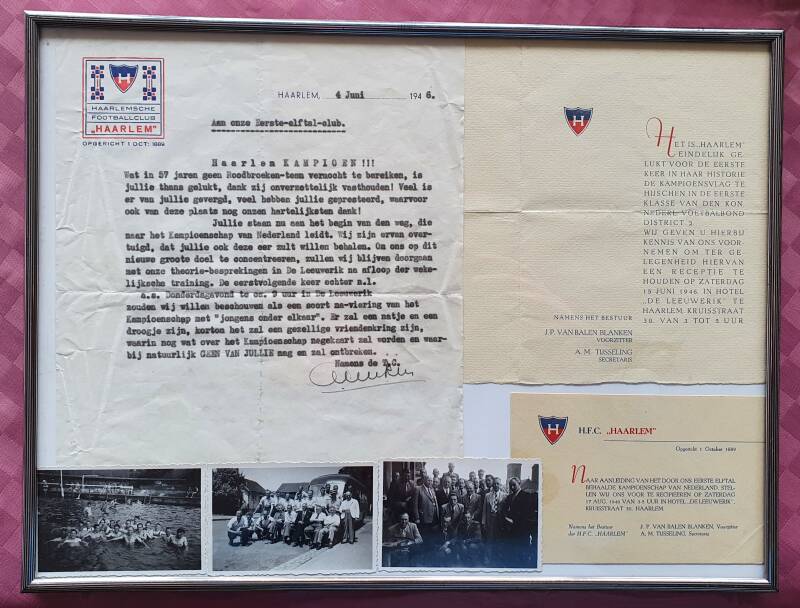 H
HAARLEMSCHE
FOOTBALLCLUB
„HAARLEM”
OPGERICHT 1 OCT: 1889
HAARLEM, 4 Juni 1946.
Aan onze Eerste-elftal-club.
Haarlem KAMPIOEN!!!
Wat in 57 jaren geen Roodbroeken-team vermocht te bereiken, is
jullie thans gelukt, dank zij onverzettelijk vasthouden! Veel is
er van jullie gevergd, veel hebben jullie gepresteerd, waarvoor
ook van deze plaats nog onzen hartelijksten dank!
Jullie staan nu aan het begin van den weg, die
naar het Kampioenschap van Nederland leidt. Wij zijn ervan over-
tuigd, dat jullie ook deze eer zult willen behalen. Om ons op dit
nieuwe groote doel te concentreeren, zullen wij blijven doorgaan
met onze theorie-besprekingen in De Leeuwerik na afloop der weke-
lijksche training. De eerstvolgende keer echter n.l.
a.s. Donderdagavond te ca. 9 uur in De Leeuwerik
zouden wij willen beschouwen als een soort na-viering van het
Kampioenschap met "jongens onder elkaar". Er zal een natje en een
droogje zijn, kortom het zal een gezellige vriendenkring zijn,
waarin nog wat over het Kampioenschap nagekaart zal worden en waar-
bij natuurlijk GEEN VAN JULLIE mag en zal ontbreken.
Namens de T.C.
H
HET IS „HAARLEM”
EINDELIJK GE-
LUKT VOOR DE EERSTE
KEER IN HAAR HISTORIE
DE KAMPIOENSVLAG TE
HIJSCHEN IN DE EERSTE
KLASSE VAN DEN KON.
NEDERL. VOETBALBOND
DISTRICT 2.
WIJ GEVEN U HIERBIJ
KENNIS VAN ONS VOOR-
NEMEN OM TER GE-
LEGENHEID HIERVAN
EEN RECEPTIE TE
HOUDEN OP ZATERDAG
15 JUNI 1946 IN HOTEL
„DE LEEUWERIK” TE
HAARLEM, KRUISSTRAAT
30, VAN 3 TOT 5 UUR
NAMENS HET BESTUUR
J.P. VAN BALEN BLANKEN
VOORZITTER
A.M. TUSSELING
SECRETARIS
H
H.F.C. „HAARLEM”
Opgericht 1 October 1889
NAAR AANLEIDING VAN HET DOOR ONS EERSTE ELFTAL
BEHAALDE KAMPIOENSCHAP VAN NEDERLAND, STEL-
LEN WIJ ONS VOOR TE RECIPIEEREN OP ZATERDAG
17 AUG. 1946 VAN 3-5 UUR IN HOTEL „DE LEEUWERIK”,
KRUISSTRAAT 30, HAARLEM
Namens het Bestuur
der H.F.C. „HAARLEM”
J.P. VAN BALEN BLANKEN, Voorzitter
A.M. TUSSELING, Secretaris